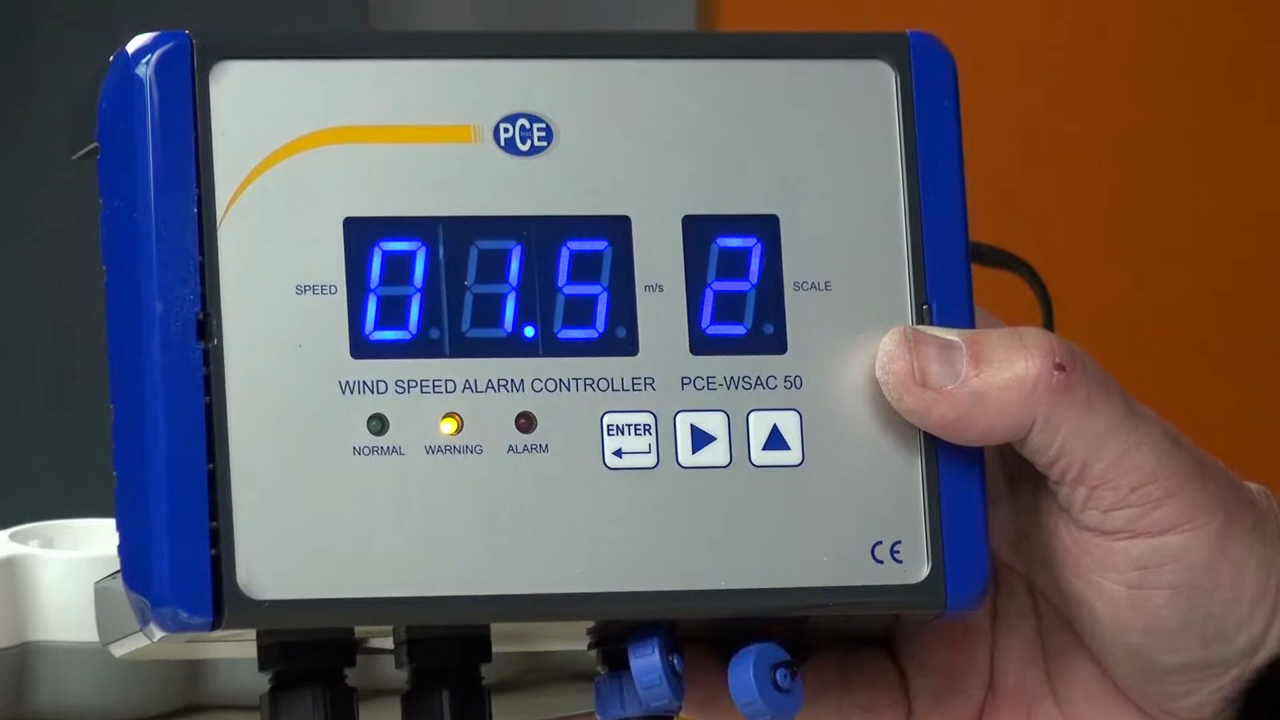 PCE
SPEED 01.5 m/s 2 SCALE
WIND SPEED ALARM CONTROLLER PCE-WSAC 50
NORMAL WARNING ALARM ENTER
CE